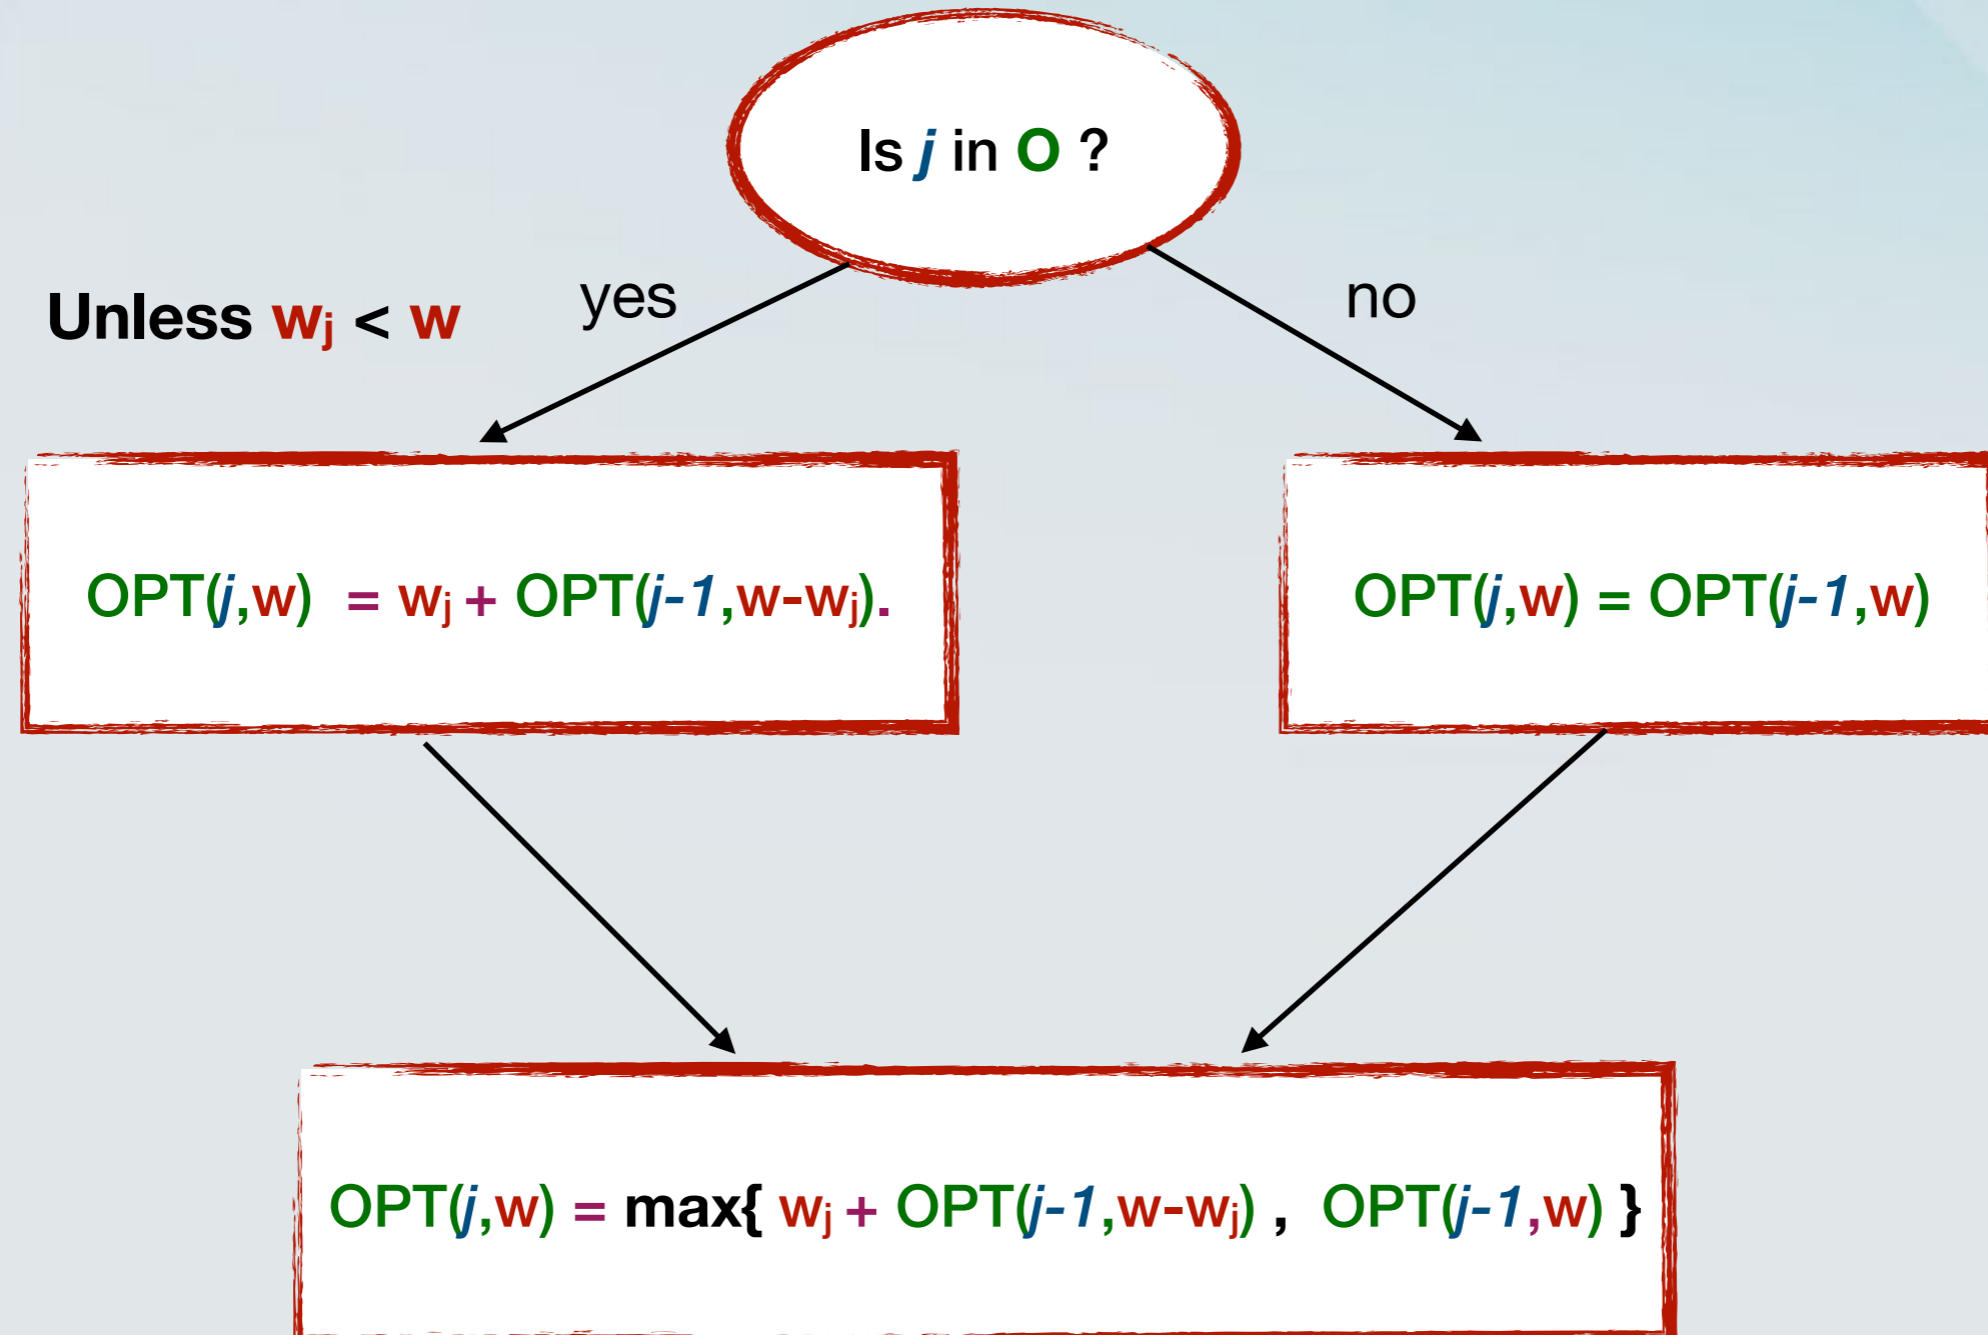 Is j in O ?
Unless wⱼ < w
yes
no
OPT(j,w) = wⱼ + OPT(j-1,w-wⱼ).
OPT(j,w) = OPT(j-1,w)
OPT(j,w) = max{ wⱼ + OPT(j-1,w-wⱼ) , OPT(j-1,w) }